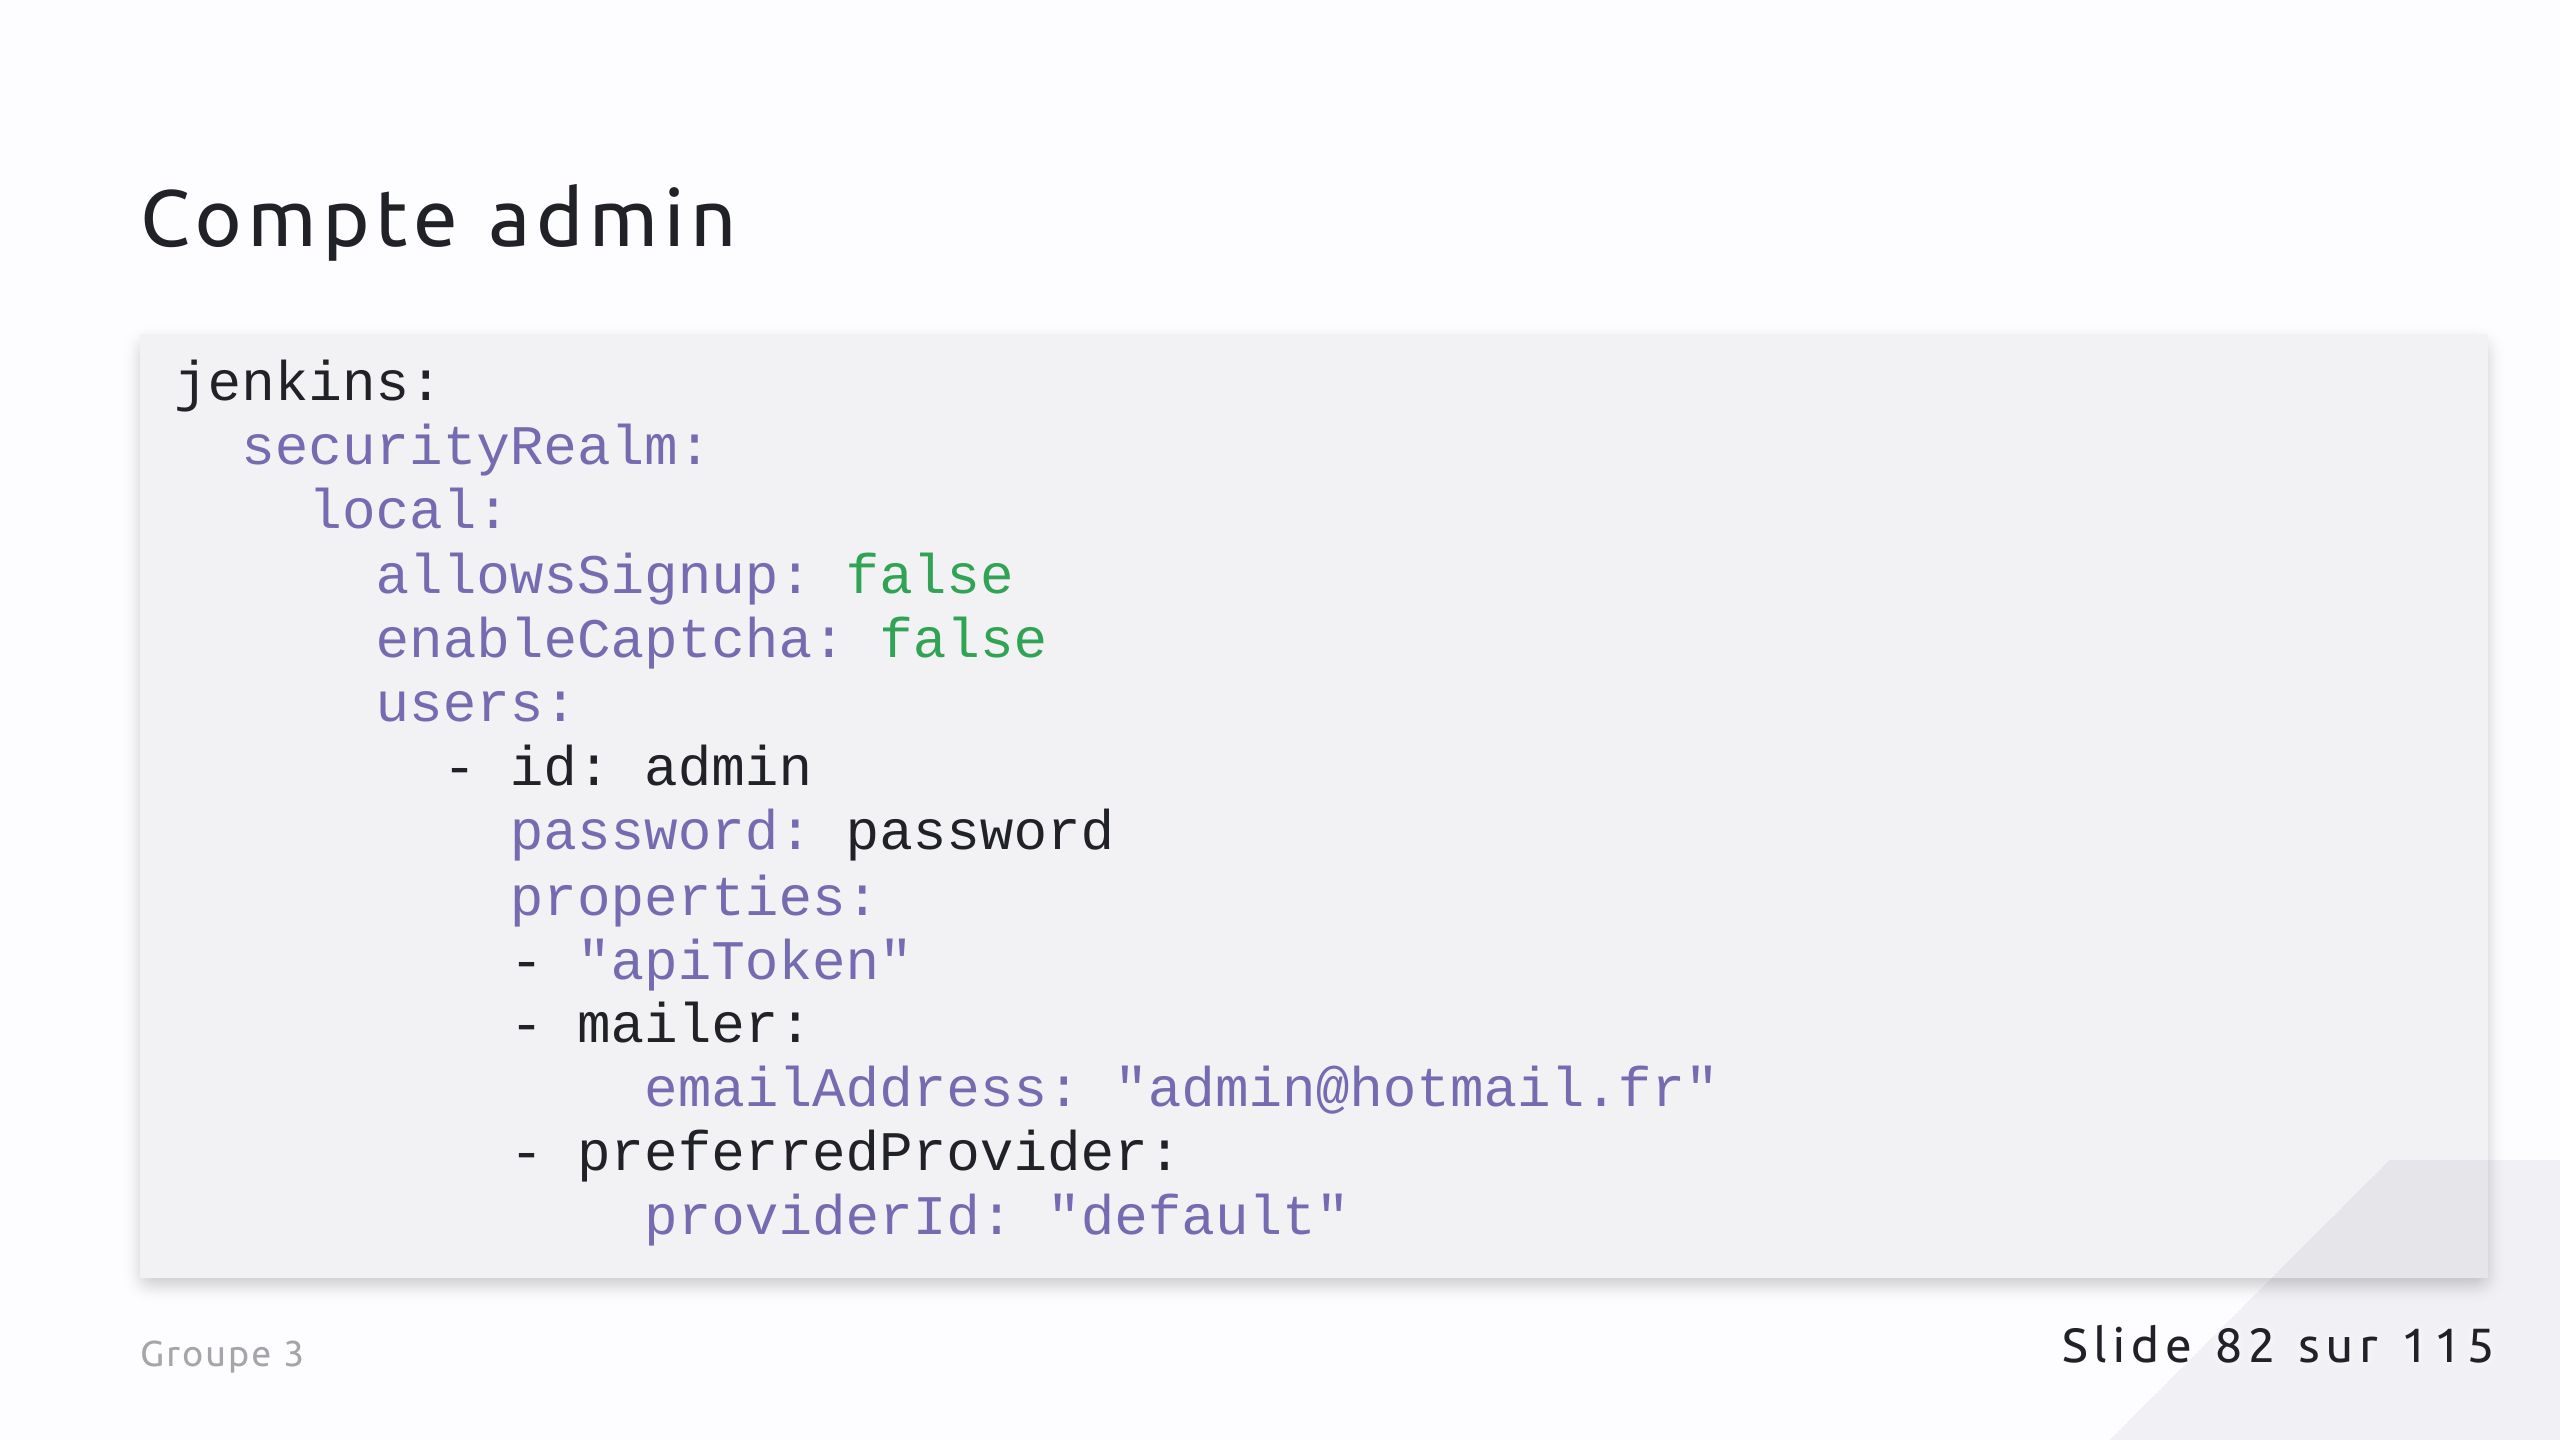 Compte admin
jenkins:
  securityRealm:
    local:
      allowsSignup: false
      enableCaptcha: false
      users:
        - id: admin
          password: password
          properties:
          - "apiToken"
          - mailer:
              emailAddress: "admin@hotmail.fr"
          - preferredProvider:
              providerId: "default"
Groupe 3
Slide 82 sur 115